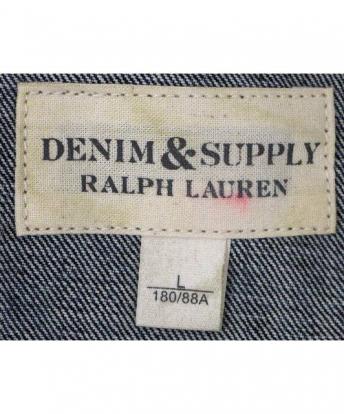 DENIM & SUPPLY
RALPH LAUREN
L
180/88A